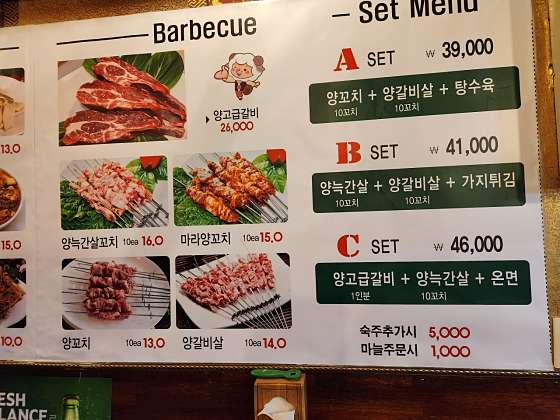 Barbecue
Set Menu
양고급갈비
26,000
양늑간살꼬치 10ea 16,0
마라양꼬치 10ea 15,0
양꼬치 10ea 13,0
양갈비살 10ea 14,0
A SET ₩ 39,000
양꼬치 + 양갈비살 + 탕수육
10꼬치 10꼬치
B SET ₩ 41,000
양늑간살 + 양갈비살 + 가지튀김
10꼬치 10꼬치
C SET ₩ 46,000
양고급갈비 + 양늑간살 + 온면
1인분 10꼬치
숙주추가시 5,000
마늘주문시 1,000
13,0
15,0
10,0
ESH
LANCE